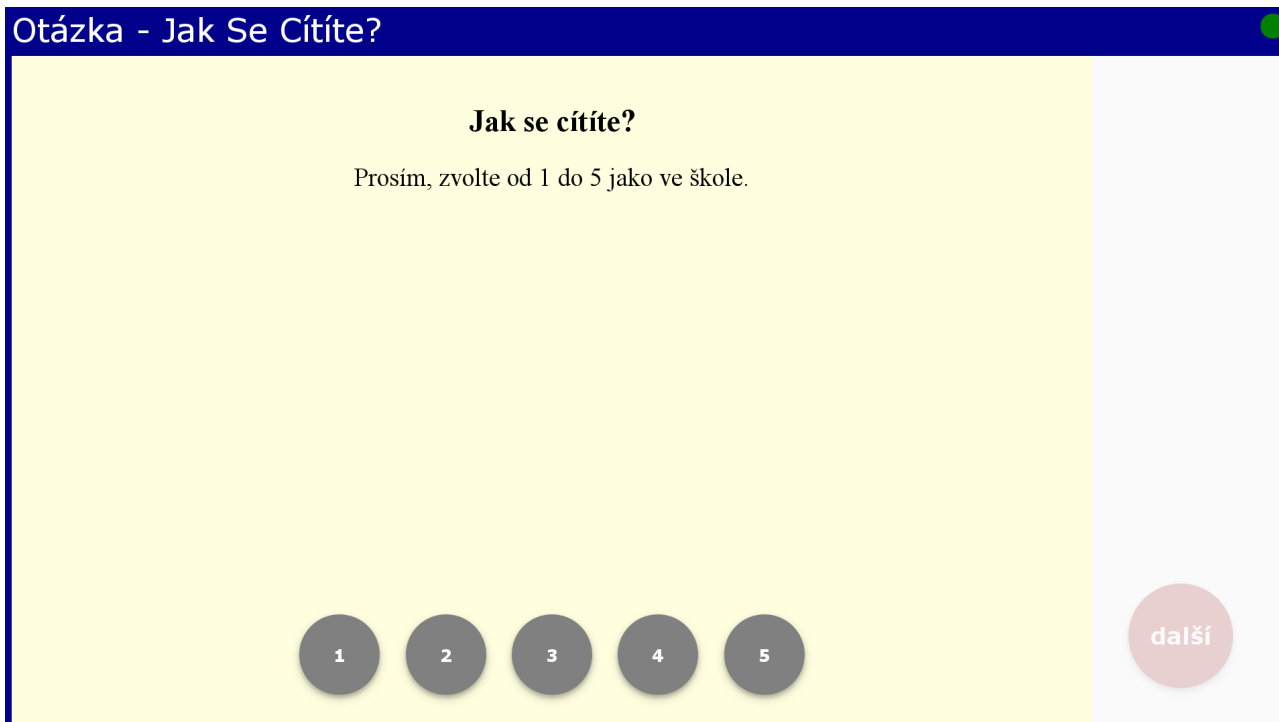 Otázka - Jak Se Cítíte?
Jak se cítíte?
Prosím, zvolte od 1 do 5 jako ve škole.
1 2 3 4 5
další